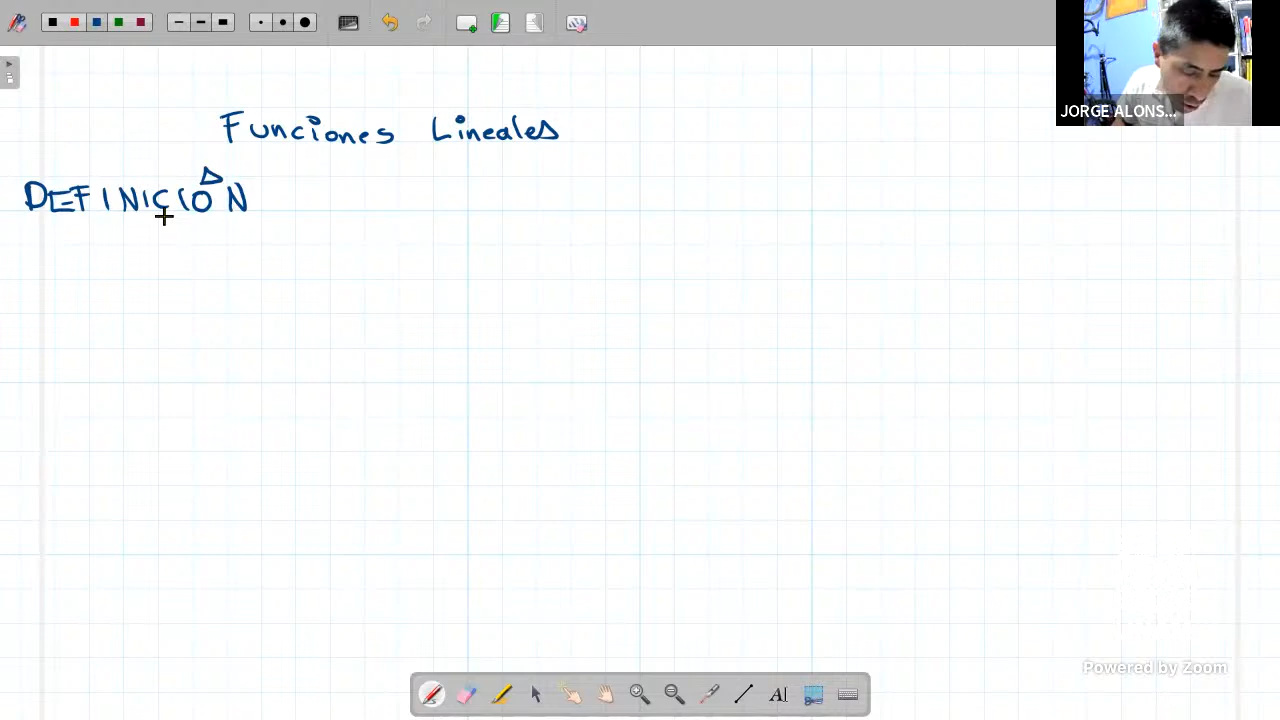 JORGE ALONS...
Funciones Lineales
DEFINICIÓN
Powered by Zoom